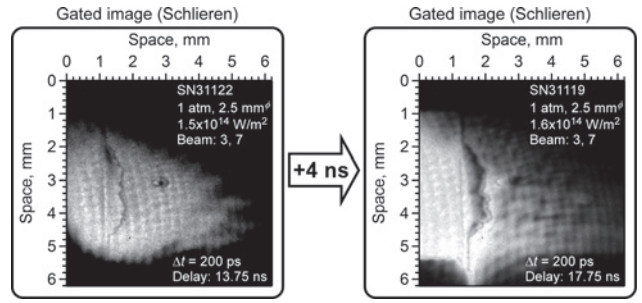 Gated image (Schlieren)
Space, mm
0 1 2 3 4 5 6
0
1
2
3
4
5
6
Space, mm
SN31122
1 atm, 2.5 mmᶲ
1.5x10¹⁴ W/m²
Beam: 3, 7
Δt = 200 ps
Delay: 13.75 ns
+4 ns
Gated image (Schlieren)
Space, mm
0 1 2 3 4 5 6
0
1
2
3
4
5
6
Space, mm
SN31119
1 atm, 2.5 mmᶲ
1.6x10¹⁴ W/m²
Beam: 3, 7
Δt = 200 ps
Delay: 17.75 ns